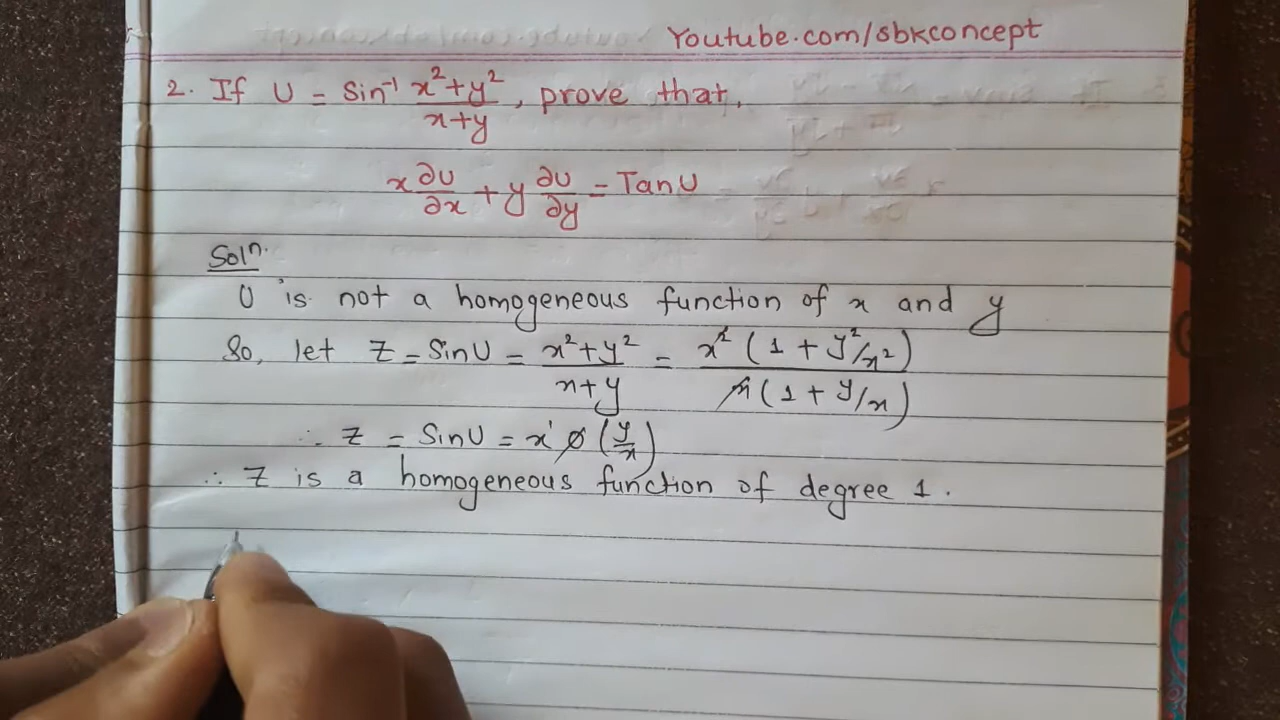 Youtube.com/sbkconcept
2. If U = Sin⁻¹ (x²+y²)/(x+y), prove that,
x ∂U/∂x + y ∂U/∂y = Tan U
Solⁿ.
U is not a homogeneous function of x and y
So, let Z = Sin U = (x²+y²)/(x+y) = x² (1 + y²/x²)/x (1 + y/x)
∴ Z = Sin U = x¹ ϕ (y/x)
∴ Z is a homogeneous function of degree 1.